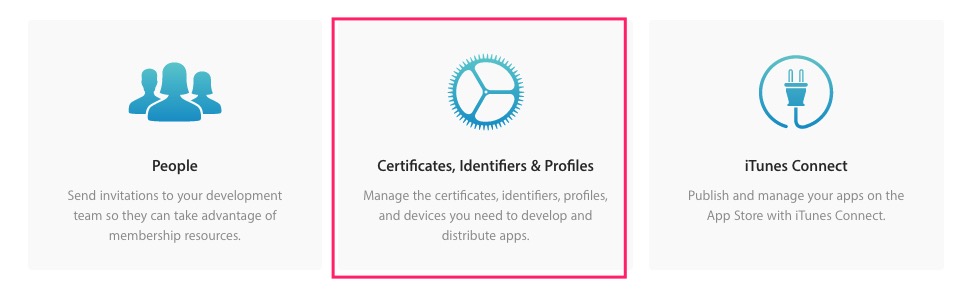 People
Send invitations to your development
team so they can take advantage of
membership resources.
Certificates, Identifiers & Profiles
Manage the certificates, identifiers, profiles,
and devices you need to develop and
distribute apps.
iTunes Connect
Publish and manage your apps on the
App Store with iTunes Connect.